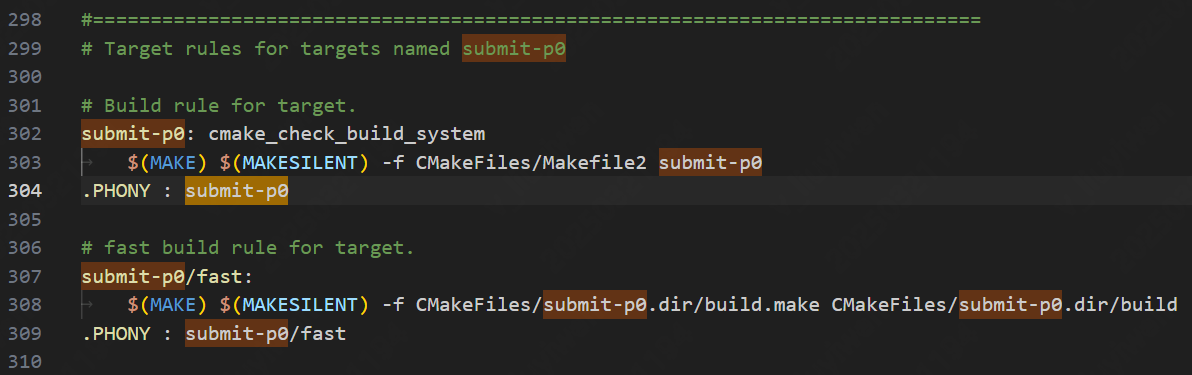 298 #==============================================================================
299 # Target rules for targets named submit-p0
300
301 # Build rule for target.
302 submit-p0: cmake_check_build_system
303 $(MAKE) $(MAKESILENT) -f CMakeFiles/Makefile2 submit-p0
304 .PHONY : submit-p0
305
306 # fast build rule for target.
307 submit-p0/fast:
308 $(MAKE) $(MAKESILENT) -f CMakeFiles/submit-p0.dir/build.make CMakeFiles/submit-p0.dir/build
309 .PHONY : submit-p0/fast
310